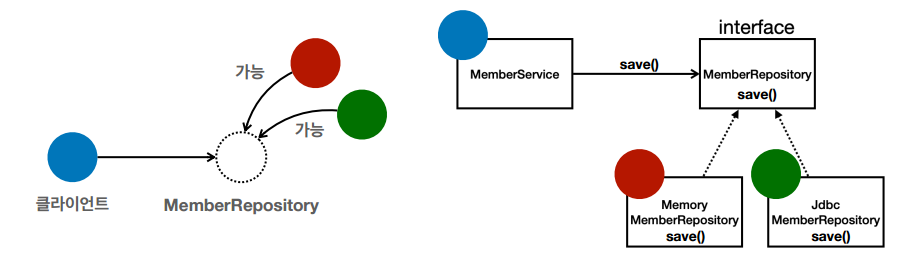 가능
가능
클라이언트
MemberRepository
interface
MemberService
save()
MemberRepository
save()
Memory
MemberRepository
save()
Jdbc
MemberRepository
save()